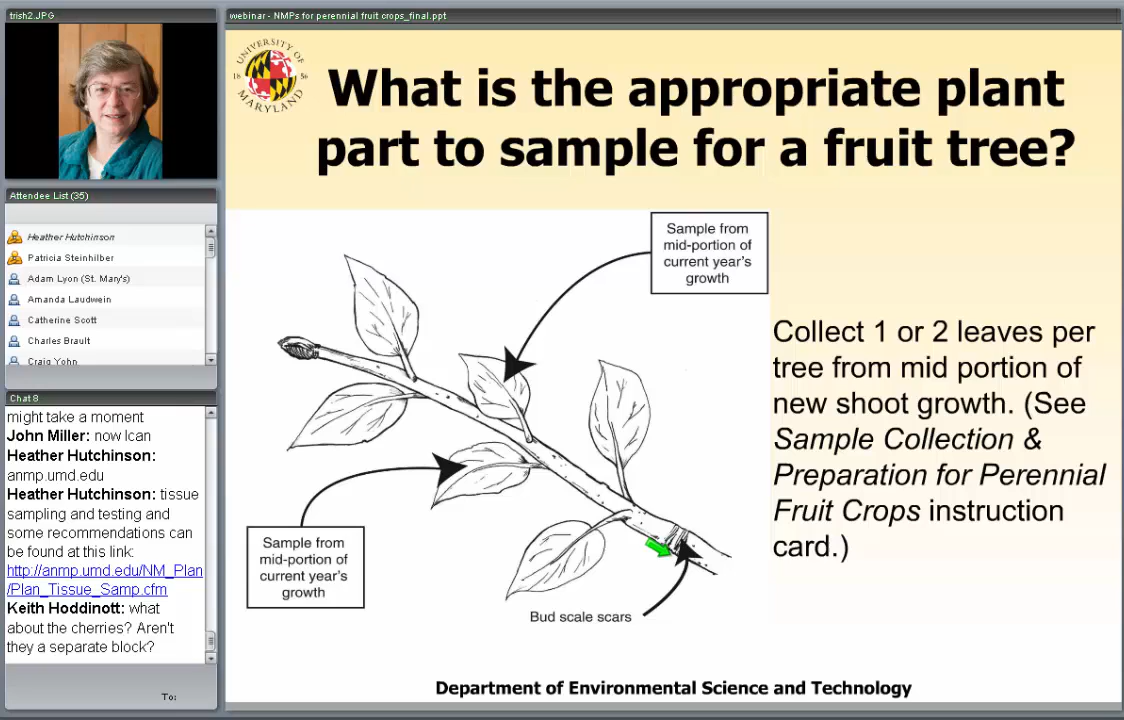 trish2.JPG
webinar - NMPs for perennial fruit crops_final.ppt
Attendee List (35)
Heather Hutchinson
Patricia Steinhilber
Adam Lyon (St. Mary's)
Amanda Laudwein
Catherine Scott
Charles Brault
Craig Yohn
Chat 8
might take a moment
John Miller: now Ican
Heather Hutchinson:
anmp.umd.edu
Heather Hutchinson: tissue
sampling and testing and
some recommendations can
be found at this link:
http://anmp.umd.edu/NM_Plan
/Plan_Tissue_Samp.cfm
Keith Hoddinott: what
about the cherries? Aren't
they a separate block?
To:
UNIVERSITY OF
18 56
MARYLAND
What is the appropriate plant
part to sample for a fruit tree?
Sample from
mid-portion of
current year's
growth
Collect 1 or 2 leaves per
tree from mid portion of
new shoot growth. (See
Sample Collection &
Preparation for Perennial
Fruit Crops instruction
card.)
Sample from
mid-portion of
current year's
growth
Bud scale scars
Department of Environmental Science and Technology